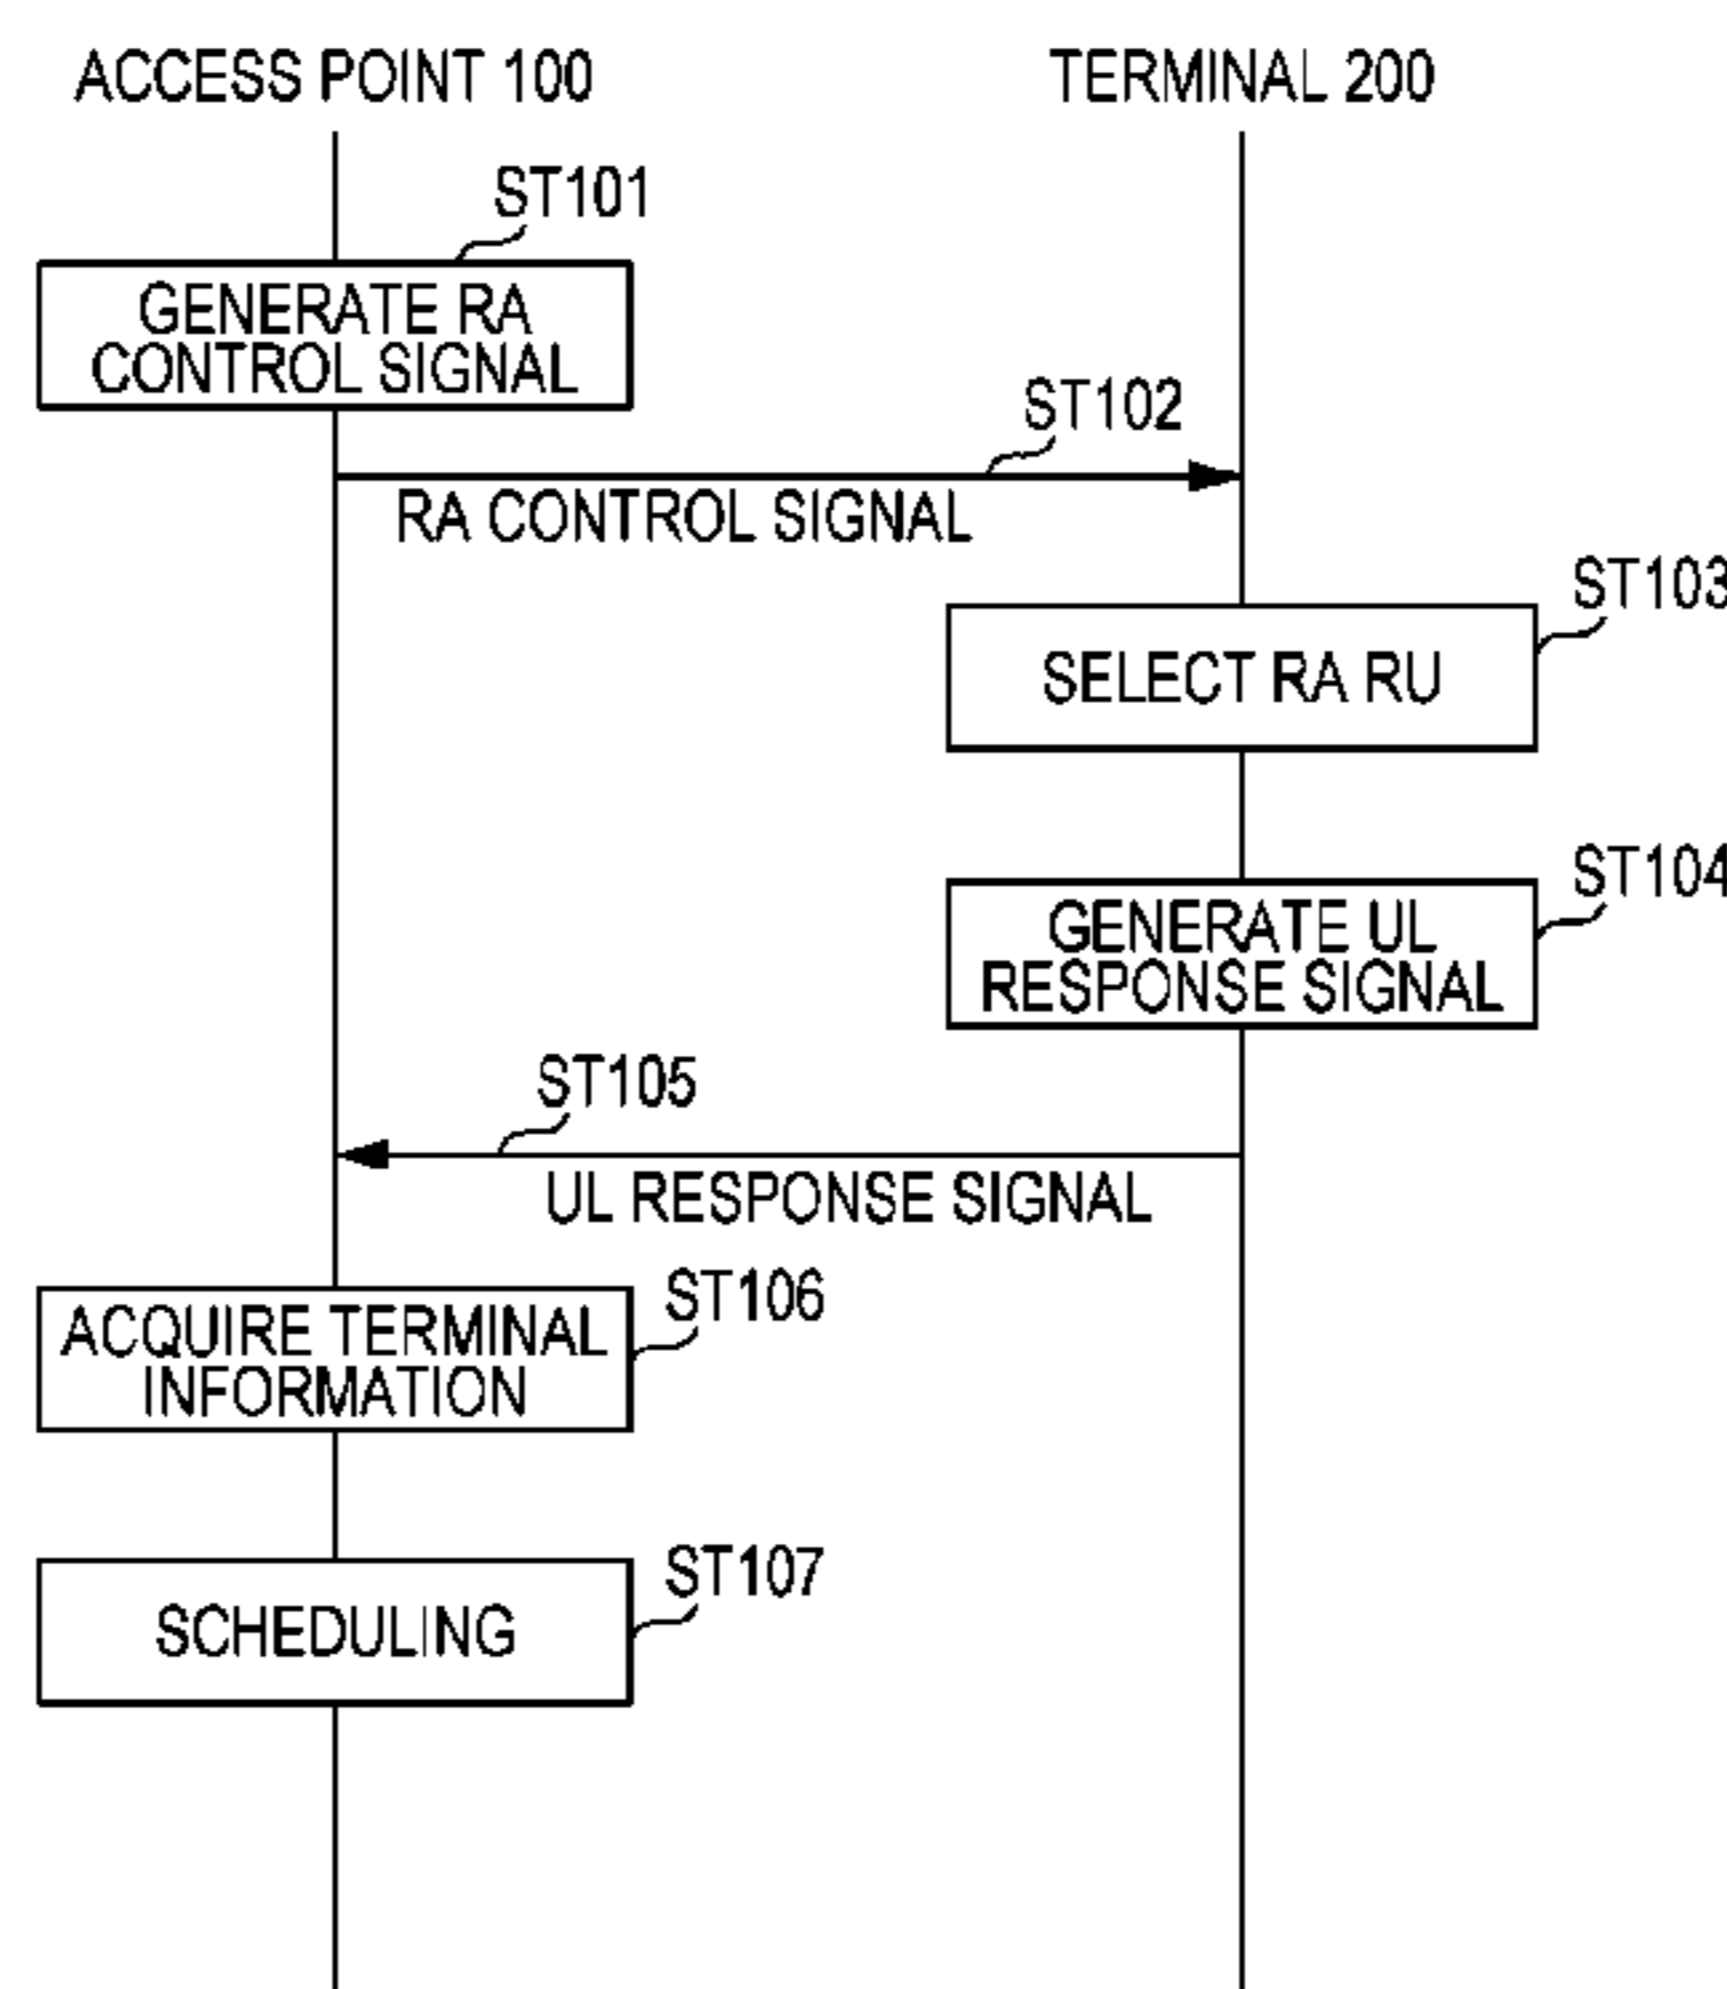 ACCESS POINT 100
TERMINAL 200
ST101
GENERATE RA
CONTROL SIGNAL
ST102
RA CONTROL SIGNAL
ST103
SELECT RA RU
ST104
GENERATE UL
RESPONSE SIGNAL
ST105
UL RESPONSE SIGNAL
ST106
ACQUIRE TERMINAL
INFORMATION
ST107
SCHEDULING